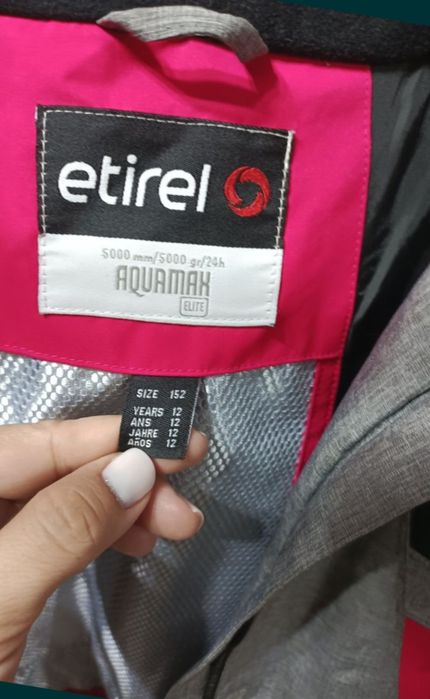 etirel
5000 mm/5000 gr/24h
AQUAMAX
ELITE
SIZE 152
YEARS 12
ANS 12
JAHRE 12
AÑOS 12